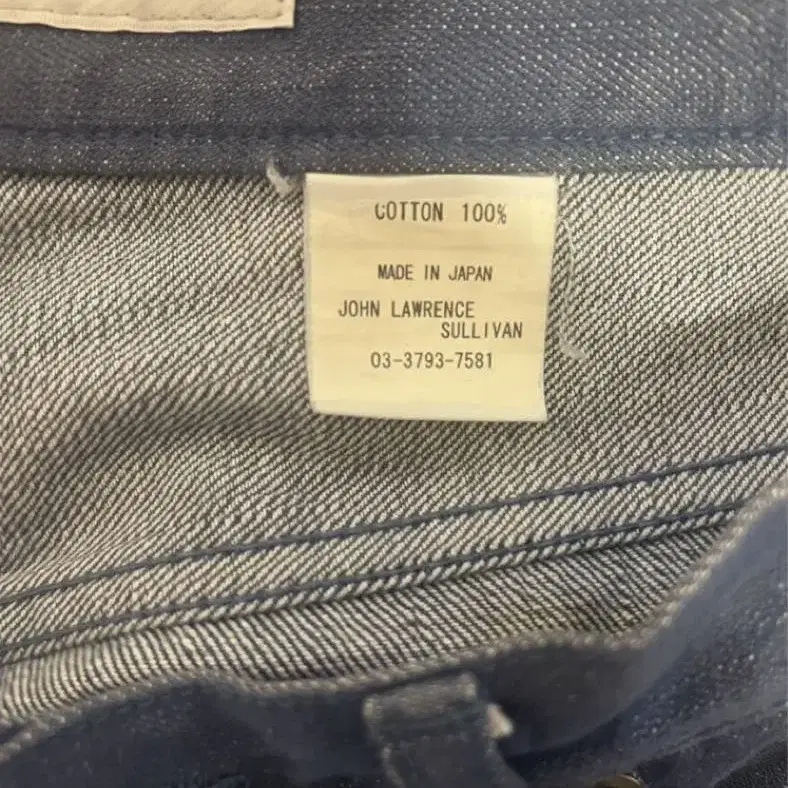 COTTON 100%
MADE IN JAPAN
JOHN LAWRENCE
SULLIVAN
03-3793-7581